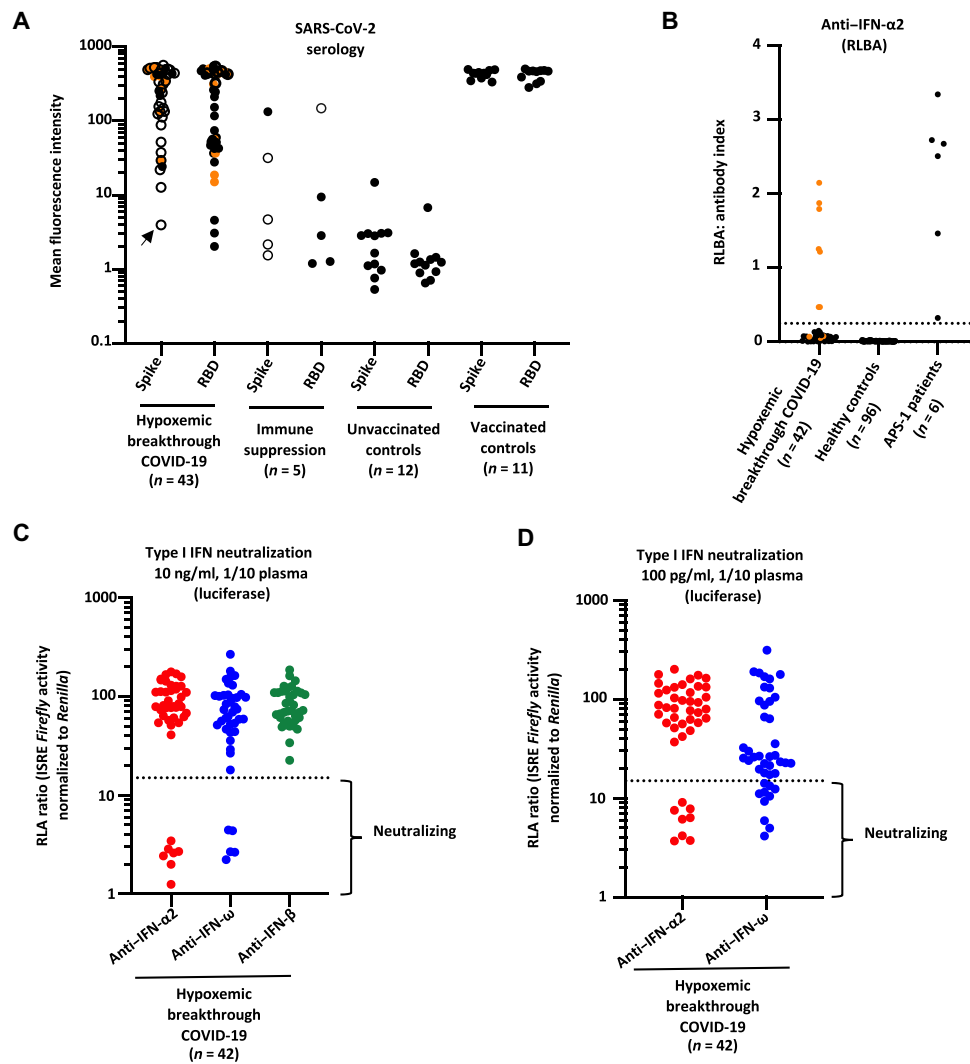 A
SARS-CoV-2
serology
Mean fluorescence intensity
1000
100
10
1
0.1
Spike
RBD
Spike
RBD
Spike
RBD
Spike
RBD
Hypoxemic
breakthrough
COVID-19
(n = 43)
Immune
suppression
(n = 5)
Unvaccinated
controls
(n = 12)
Vaccinated
controls
(n = 11)
B
Anti–IFN-α2
(RLBA)
RLBA: antibody index
4
3
2
1
0
Hypoxemic
breakthrough COVID-19
(n = 42)
Healthy controls
(n = 96)
APS-1 patients
(n = 6)
C
Type I IFN neutralization
10 ng/ml, 1/10 plasma
(luciferase)
RLA ratio (ISRE Firefly activity
normalized to Renilla)
1000
100
10
1
Neutralizing
Anti–IFN-α2
Anti–IFN-ω
Anti–IFN-β
Hypoxemic
breakthrough
COVID-19
(n = 42)
D
Type I IFN neutralization
100 pg/ml, 1/10 plasma
(luciferase)
RLA ratio (ISRE Firefly activity
normalized to Renilla)
1000
100
10
1
Neutralizing
Anti–IFN-α2
Anti–IFN-ω
Hypoxemic
breakthrough
COVID-19
(n = 42)